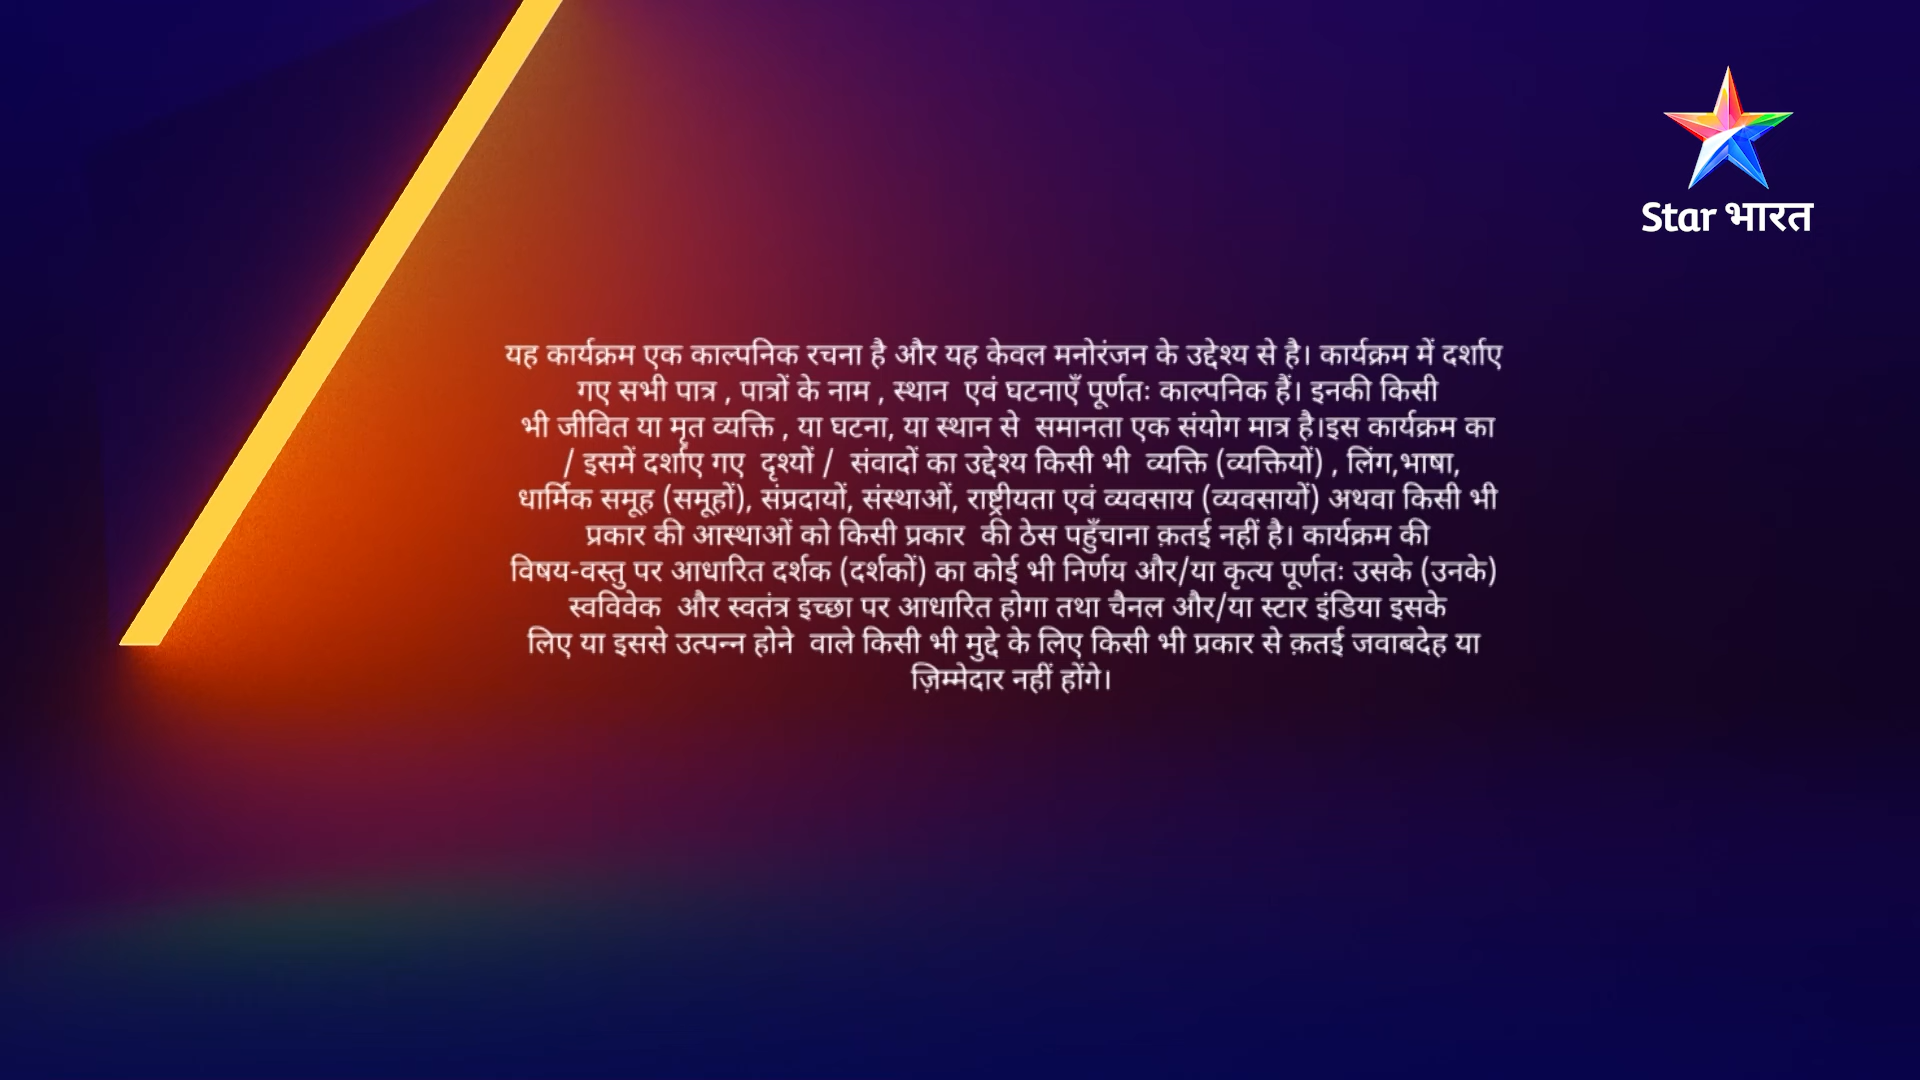 Star भारत
यह कार्यक्रम एक काल्पनिक रचना है और यह केवल मनोरंजन के उद्देश्य से है। कार्यक्रम में दर्शाए
गए सभी पात्र , पात्रों के नाम , स्थान  एवं घटनाएँ पूर्णतः काल्पनिक हैं। इनकी किसी
भी जीवित या मृत व्यक्ति , या घटना, या स्थान से  समानता एक संयोग मात्र है।इस कार्यक्रम का
/ इसमें दर्शाए गए  दृश्यों /  संवादों का उद्देश्य किसी भी  व्यक्ति (व्यक्तियों) , लिंग,भाषा,
धार्मिक समूह (समूहों), संप्रदायों, संस्थाओं, राष्ट्रीयता एवं व्यवसाय (व्यवसायों) अथवा किसी भी
प्रकार की आस्थाओं को किसी प्रकार  की ठेस पहुँचाना क़तई नहीं है। कार्यक्रम की
विषय-वस्तु पर आधारित दर्शक (दर्शकों) का कोई भी निर्णय और/या कृत्य पूर्णतः उसके (उनके)
स्वविवेक  और स्वतंत्र इच्छा पर आधारित होगा तथा चैनल और/या स्टार इंडिया इसके
लिए या इससे उत्पन्न होने  वाले किसी भी मुद्दे के लिए किसी भी प्रकार से क़तई जवाबदेह या
ज़िम्मेदार नहीं होंगे।